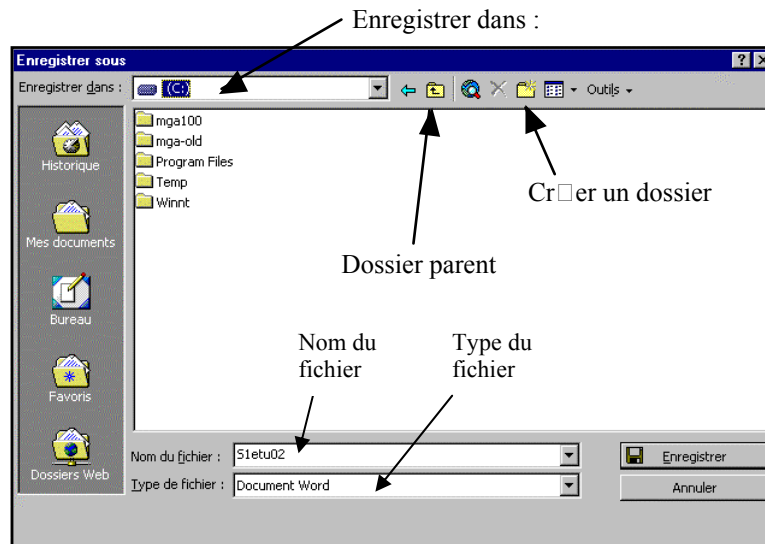 Enregistrer dans :
Enregistrer sous
Enregistrer dans :
(C:)
Outils
mga100
mga-old
Program Files
Temp
Winnt
Historique
Mes documents
Bureau
Favoris
Dossiers Web
Cr□er un dossier
Dossier parent
Nom du
fichier
Type du
fichier
Nom du fichier :
S1etu02
Enregistrer
Type de fichier :
Document Word
Annuler